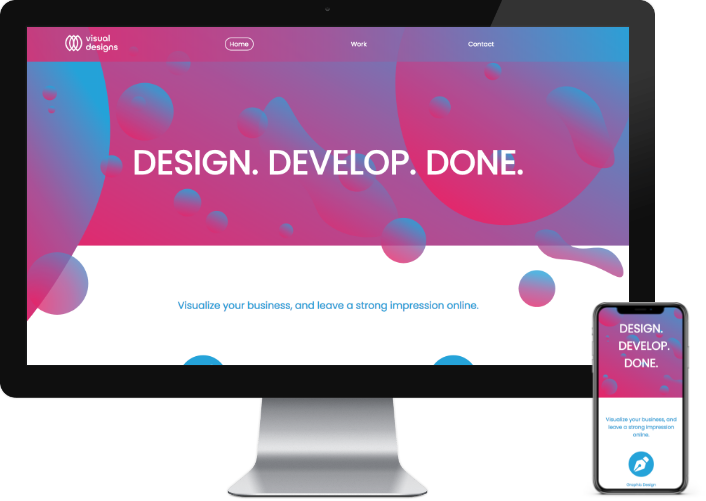 visual
designs
Home
Work
Contact
DESIGN. DEVELOP. DONE.
Visualize your business, and leave a strong impression online.
DESIGN.
DEVELOP.
DONE.
Visualize your business, and
leave a strong impression
online.
Graphic Design